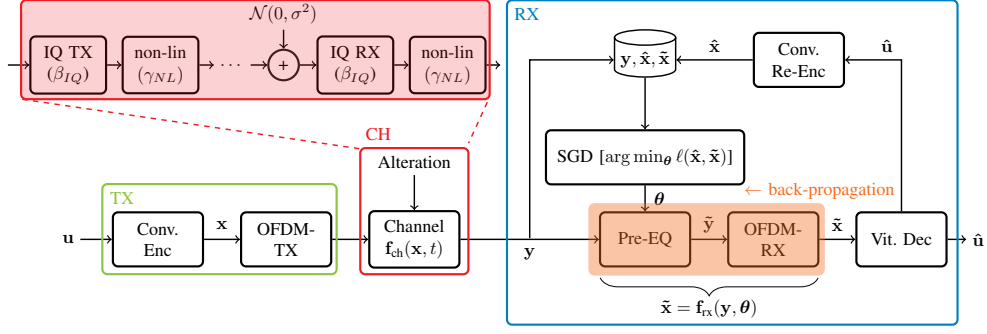 𝒩(0, σ²)
RX
IQ TX
(β_IQ)
non-lin
(γ_NL)
· · ·
+
IQ RX
(β_IQ)
non-lin
(γ_NL)
y, x̂, x̃
x̂
Conv.
Re-Enc
û
CH
Alteration
SGD [arg min_θ ℓ(x̂, x̃)]
← back-propagation
θ
TX
u
Conv.
Enc
x
OFDM-
TX
Channel
f_ch(x, t)
y
Pre-EQ
ỹ
OFDM-
RX
x̃
Vit. Dec
û
x̃ = f_rx(y, θ)